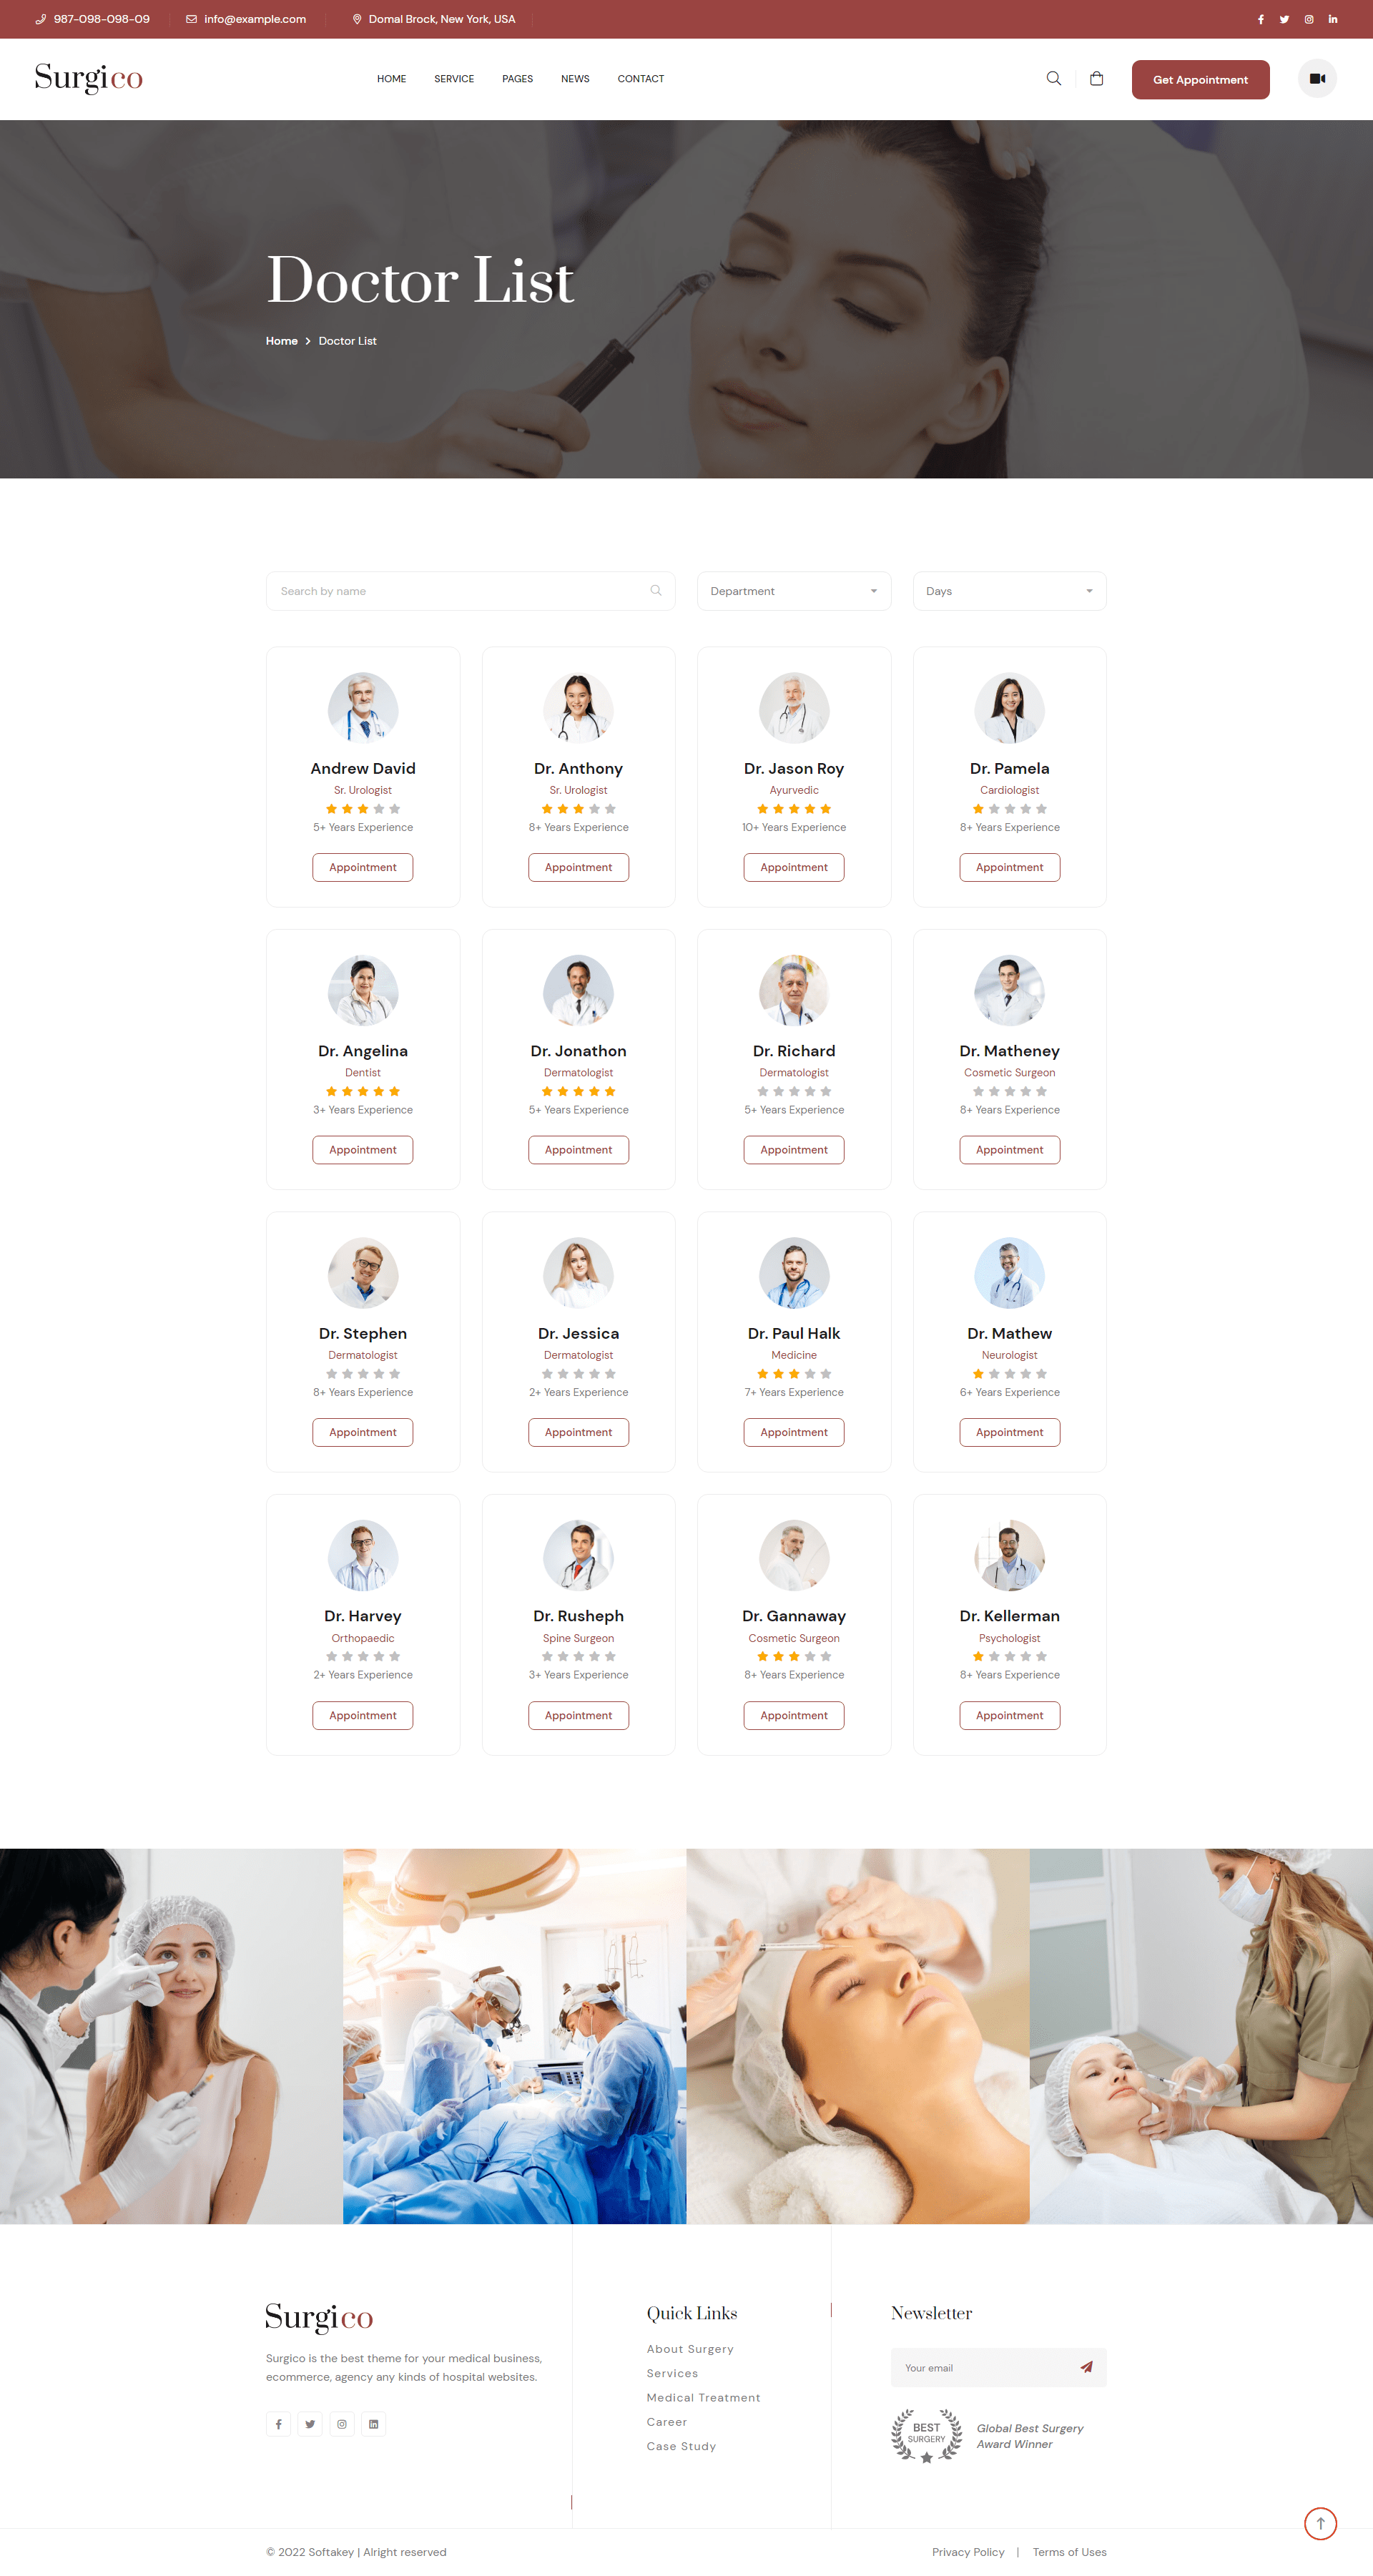 987-098-098-09
info@example.com
Domal Brock, New York, USA
Surgico
HOME
SERVICE
PAGES
NEWS
CONTACT
Get Appointment
Doctor List
Home
Doctor List
Search by name
Department
Days
Andrew David
Sr. Urologist
5+ Years Experience
Appointment
Dr. Anthony
Sr. Urologist
8+ Years Experience
Appointment
Dr. Jason Roy
Ayurvedic
10+ Years Experience
Appointment
Dr. Pamela
Cardiologist
8+ Years Experience
Appointment
Dr. Angelina
Dentist
3+ Years Experience
Appointment
Dr. Jonathon
Dermatologist
5+ Years Experience
Appointment
Dr. Richard
Dermatologist
5+ Years Experience
Appointment
Dr. Matheney
Cosmetic Surgeon
8+ Years Experience
Appointment
Dr. Stephen
Dermatologist
8+ Years Experience
Appointment
Dr. Jessica
Dermatologist
2+ Years Experience
Appointment
Dr. Paul Halk
Medicine
7+ Years Experience
Appointment
Dr. Mathew
Neurologist
6+ Years Experience
Appointment
Dr. Harvey
Orthopaedic
2+ Years Experience
Appointment
Dr. Rusheph
Spine Surgeon
3+ Years Experience
Appointment
Dr. Gannaway
Cosmetic Surgeon
8+ Years Experience
Appointment
Dr. Kellerman
Psychologist
8+ Years Experience
Appointment
Surgico
Surgico is the best theme for your medical business,
ecommerce, agency any kinds of hospital websites.
Quick Links
About Surgery
Services
Medical Treatment
Career
Case Study
Newsletter
Your email
BEST
SURGERY
Global Best Surgery
Award Winner
© 2022 Softakey | Alright reserved
Privacy Policy | Terms of Uses